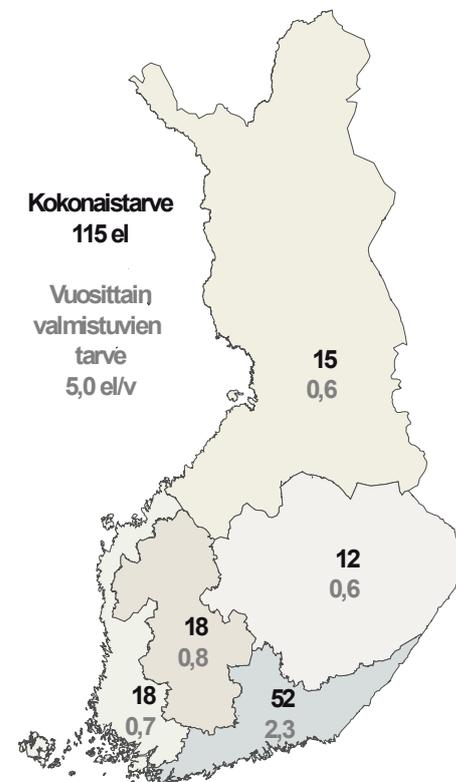 Kokonaistarve
115 el
Vuosittain
valmistuvien
tarve
5,0 el/v
15
0,6
12
0,6
18
0,8
18
0,7
52
2,3